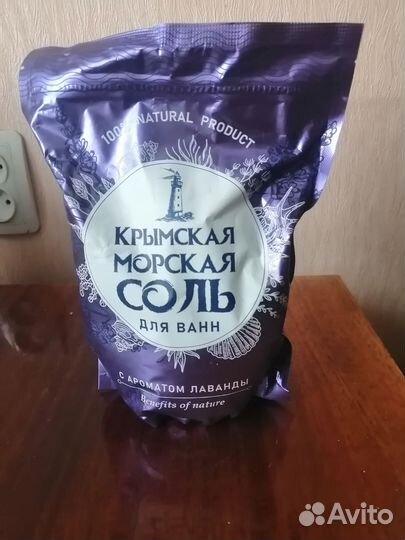 100% NATURAL PRODUCT
КРЫМСКАЯ
МОРСКАЯ
СОЛЬ
ДЛЯ ВАНН
С АРОМАТОМ ЛАВАНДЫ
Benefits of nature
Avito